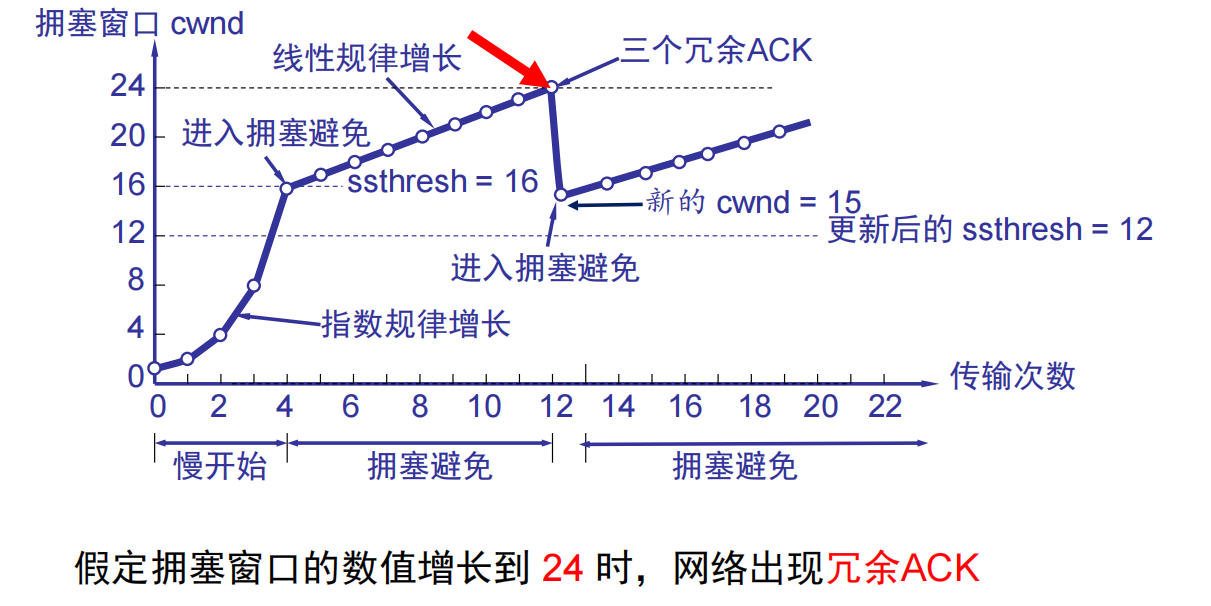 拥塞窗口 cwnd
三个冗余ACK
线性规律增长
24
进入拥塞避免
20
16
ssthresh = 16
新的 cwnd = 15
更新后的 ssthresh = 12
12
进入拥塞避免
8
指数规律增长
4
0
传输次数
0 2 4 6 8 10 12 14 16 18 20 22
慢开始 拥塞避免 拥塞避免
假定拥塞窗口的数值增长到 24 时，网络出现冗余ACK